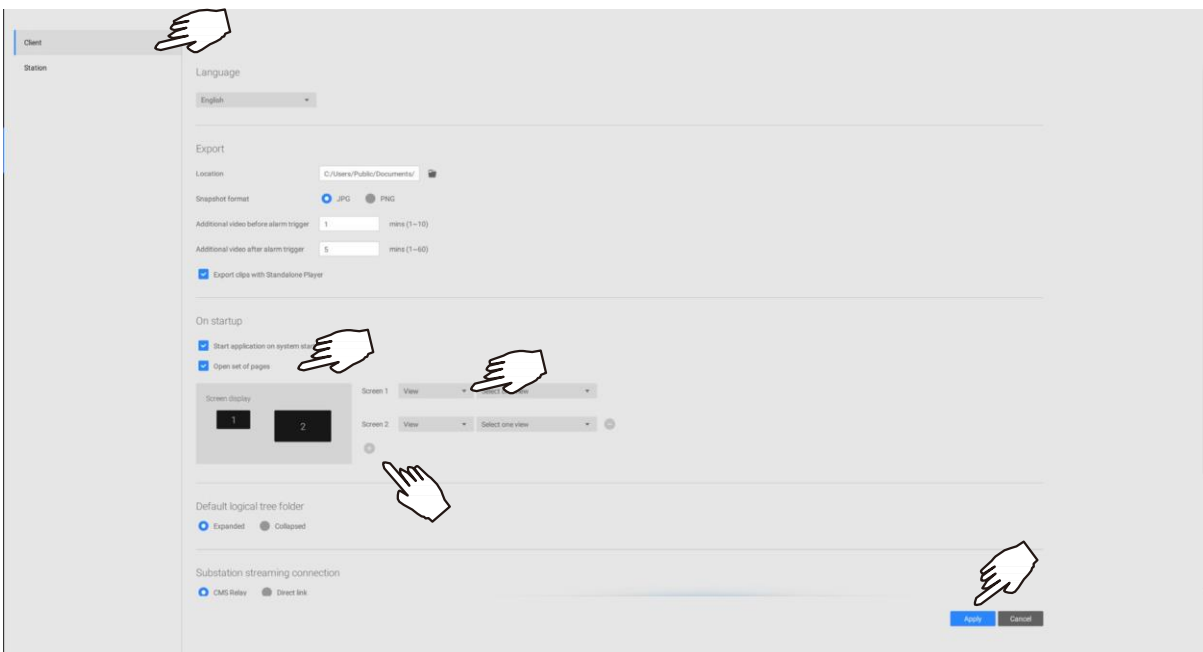 Client
Station
Language
English
Export
Location C:/Users/Public/Documents/
Snapshot format JPG PNG
Additional video before alarm trigger 1 mins (1~10)
Additional video after alarm trigger 5 mins (1~60)
Export clips with Standalone Player
On startup
Start application on system
Open set of pages
Screen display
1
2
Screen 1 View Select one view
Screen 2 View Select one view
Default logical tree folder
Expanded Collapsed
Substation streaming connection
CMS Relay Direct link
Apply Cancel